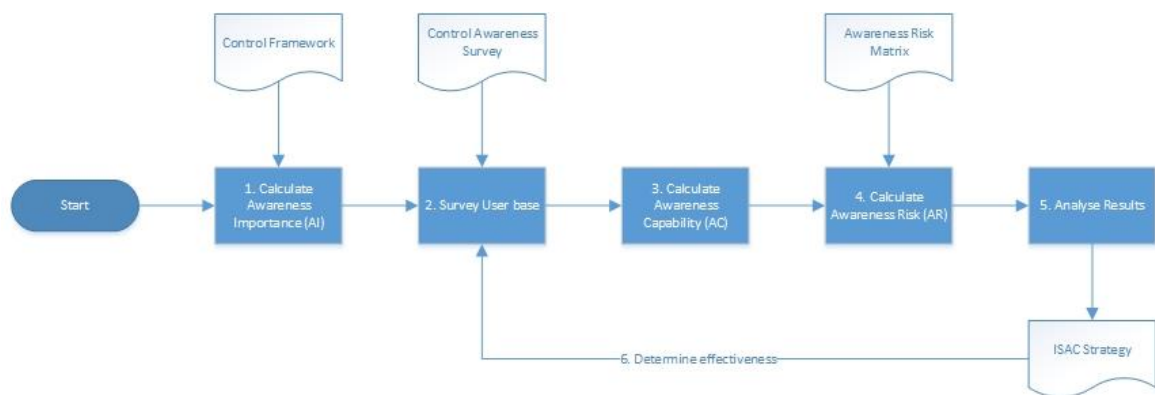 Control Framework
Control Awareness
Survey
Awareness Risk
Matrix
Start
1. Calculate
Awareness
Importance (AI)
2. Survey User base
3. Calculate
Awareness
Capability (AC)
4. Calculate
Awareness Risk (AR)
5. Analyse Results
6. Determine effectiveness
ISAC Strategy